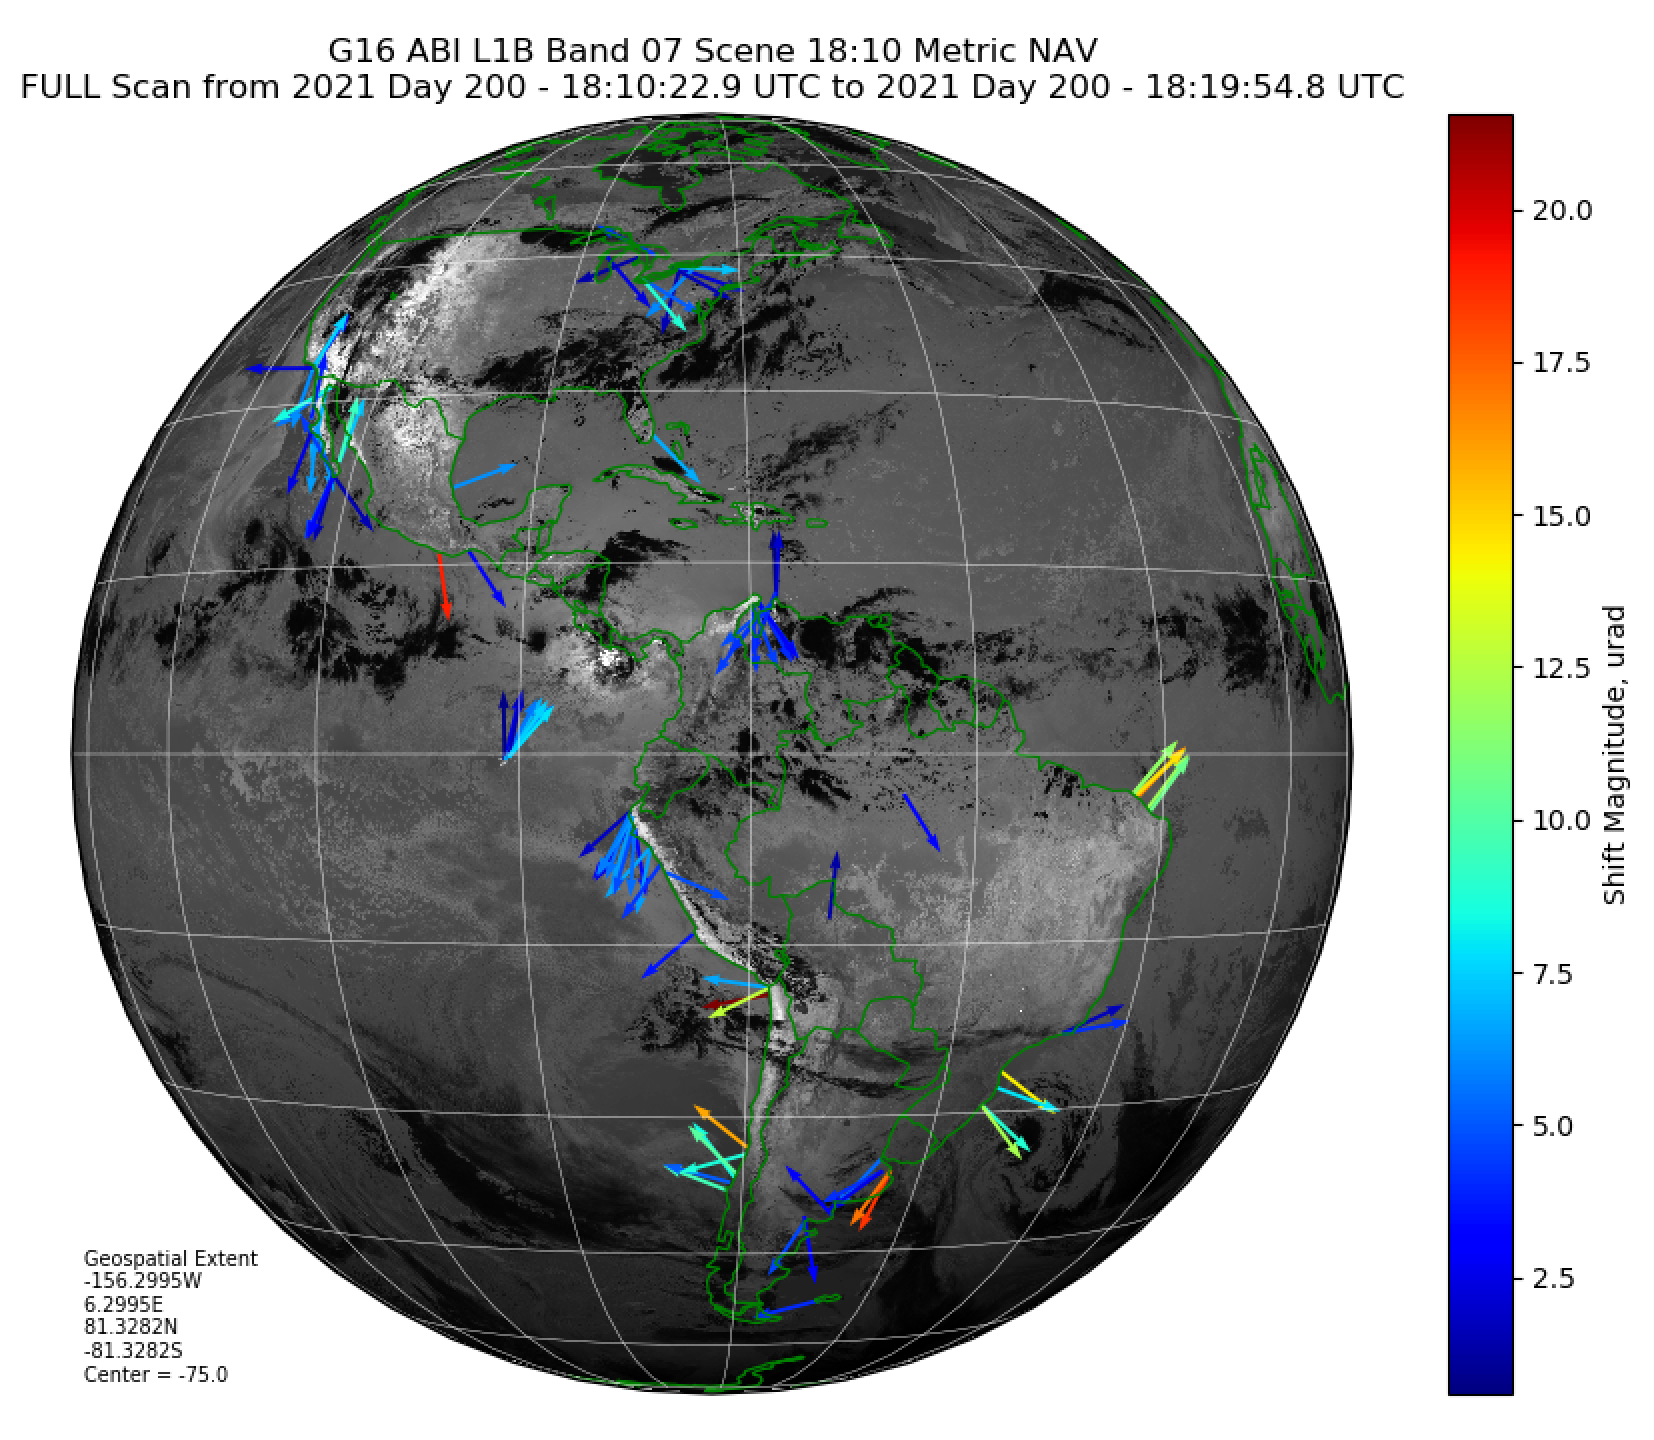 G16 ABI L1B Band 07 Scene 18:10 Metric NAV
FULL Scan from 2021 Day 200 - 18:10:22.9 UTC to 2021 Day 200 - 18:19:54.8 UTC
20.0
17.5
15.0
12.5
10.0
7.5
5.0
2.5
Shift Magnitude, urad
Geospatial Extent
-156.2995W
6.2995E
81.3282N
-81.3282S
Center = -75.0